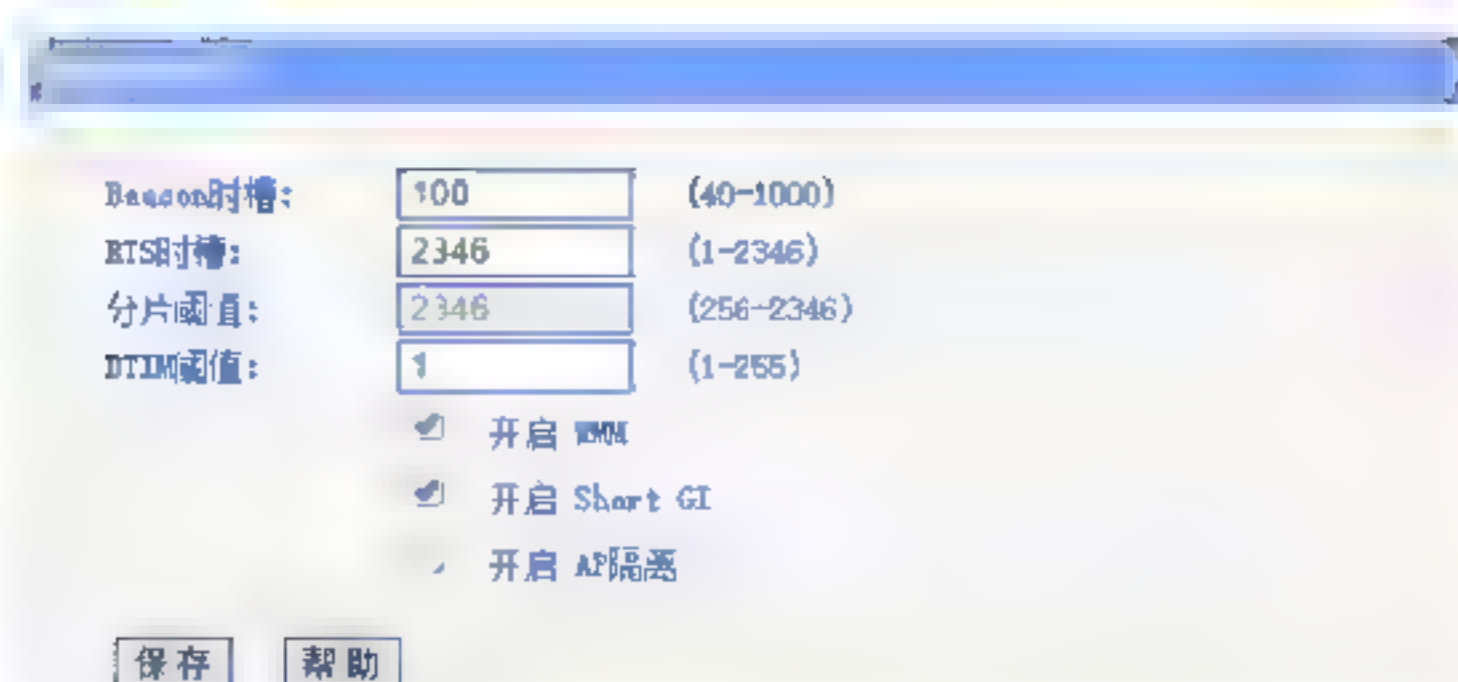 Beacon时槽: 100 (40-1000)
RTS时槽: 2346 (1-2346)
分片阈值: 2346 (256-2346)
DTIM阈值: 1 (1-255)
开启 WMM
开启 Short GI
开启 AP隔离
保存 帮助